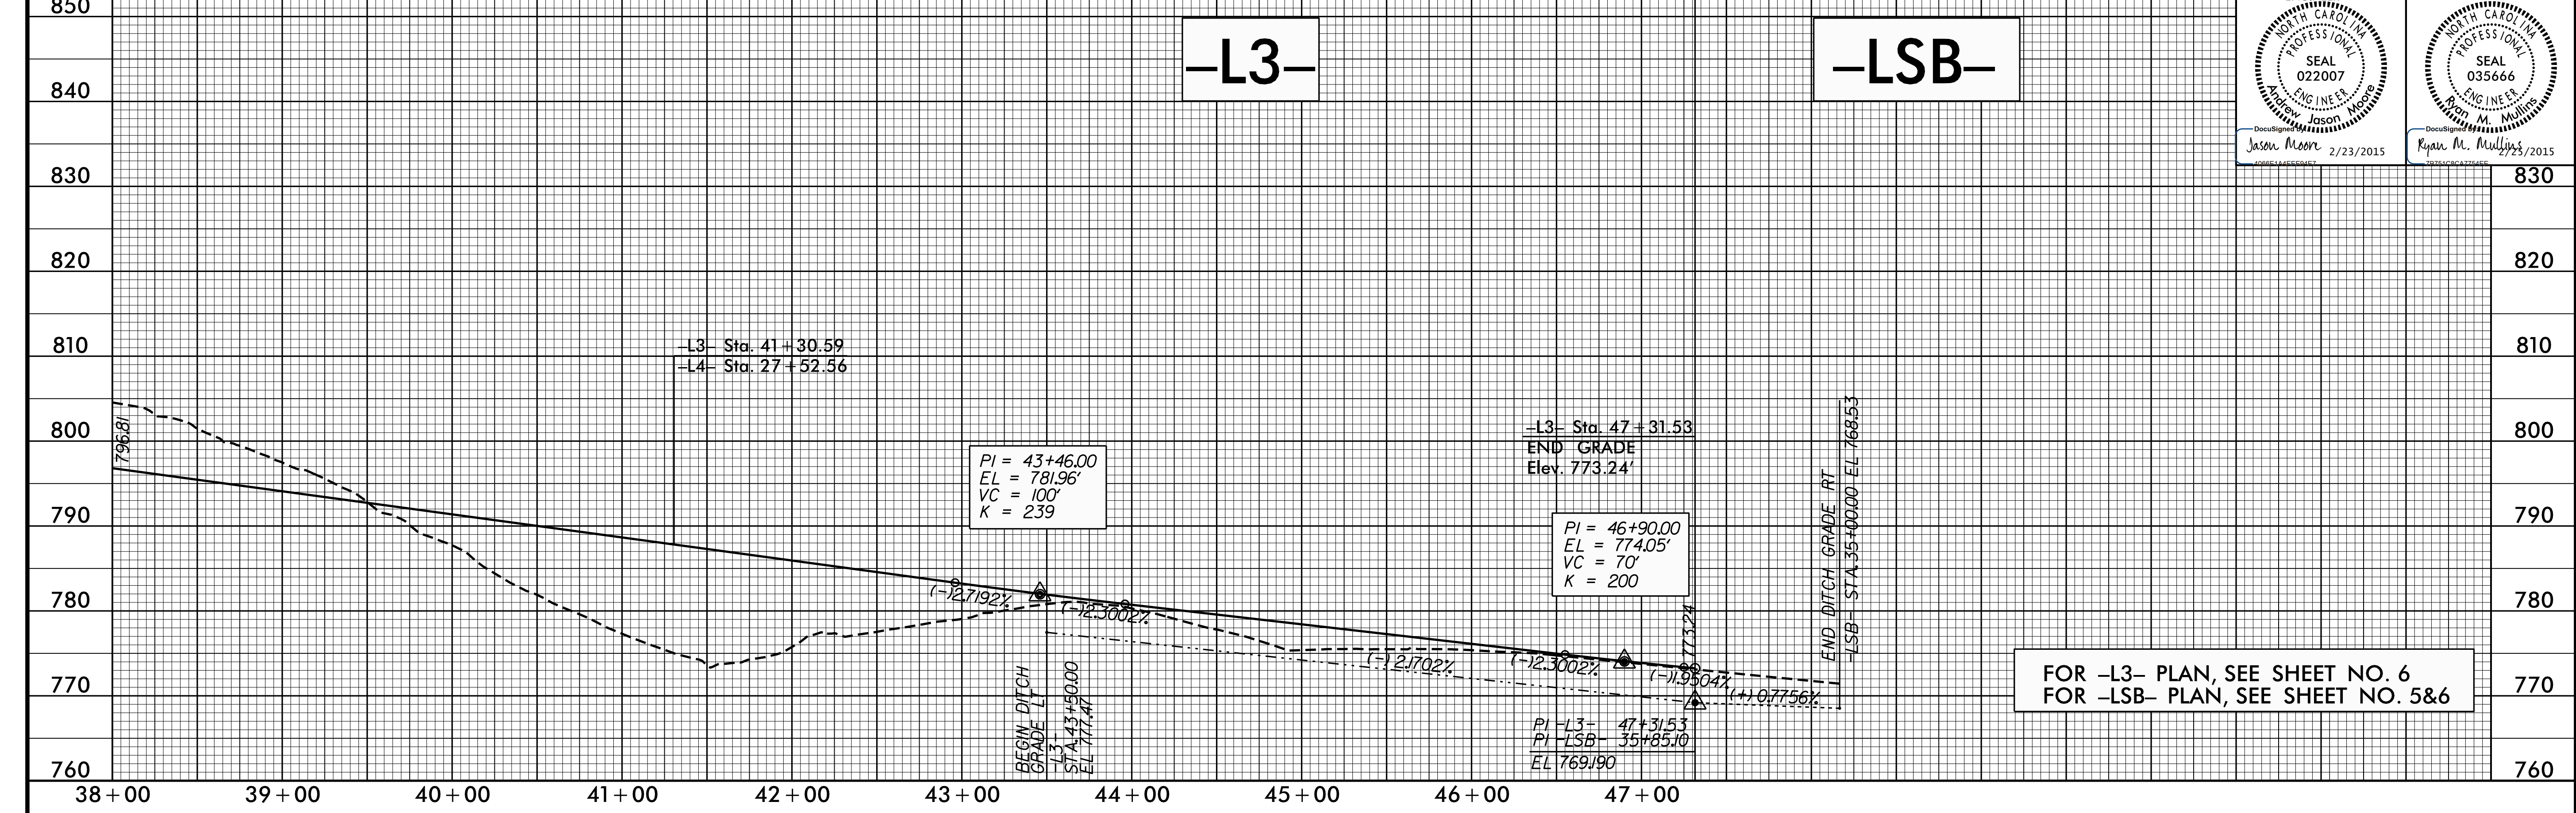 850
–L3–
–LSB–
NORTH CAROLINA
PROFESSIONAL
SEAL
022007
ENGINEER
Andrew Jason Moore
DocuSigned by
Jason Moore
2/23/2015
NORTH CAROLINA
PROFESSIONAL
SEAL
035666
ENGINEER
Ryan M. Mullins
DocuSigned by
Ryan M. Mullins
2/25/2015
840
830
830
820
820
810
810
–L3– Sta. 41+30.59
–L4– Sta. 27+52.56
800
800
796.81
–L3– Sta. 47+31.53
END GRADE
Elev. 773.24'
PI = 43+46.00
EL = 781.96'
VC = 100'
K = 239
PI = 46+90.00
EL = 774.05'
VC = 70'
K = 200
790
790
780
780
(–)2.7192%
(–)2.3002%
(–) 2.1702%
(–)2.3002%
(–)1.9504%
(+) 0.7756%
773.24
END DITCH GRADE RT
–LSB– STA.35+00.00 EL 768.53
770
770
BEGIN DITCH
GRADE LT
–L3–
STA.43+50.00
EL 777.47
PI –L3– 47+31.53
PI –LSB– 35+85.10
EL 769.190
FOR –L3– PLAN, SEE SHEET NO. 6
FOR –LSB– PLAN, SEE SHEET NO. 5&6
760
760
38+00 39+00 40+00 41+00 42+00 43+00 44+00 45+00 46+00 47+00